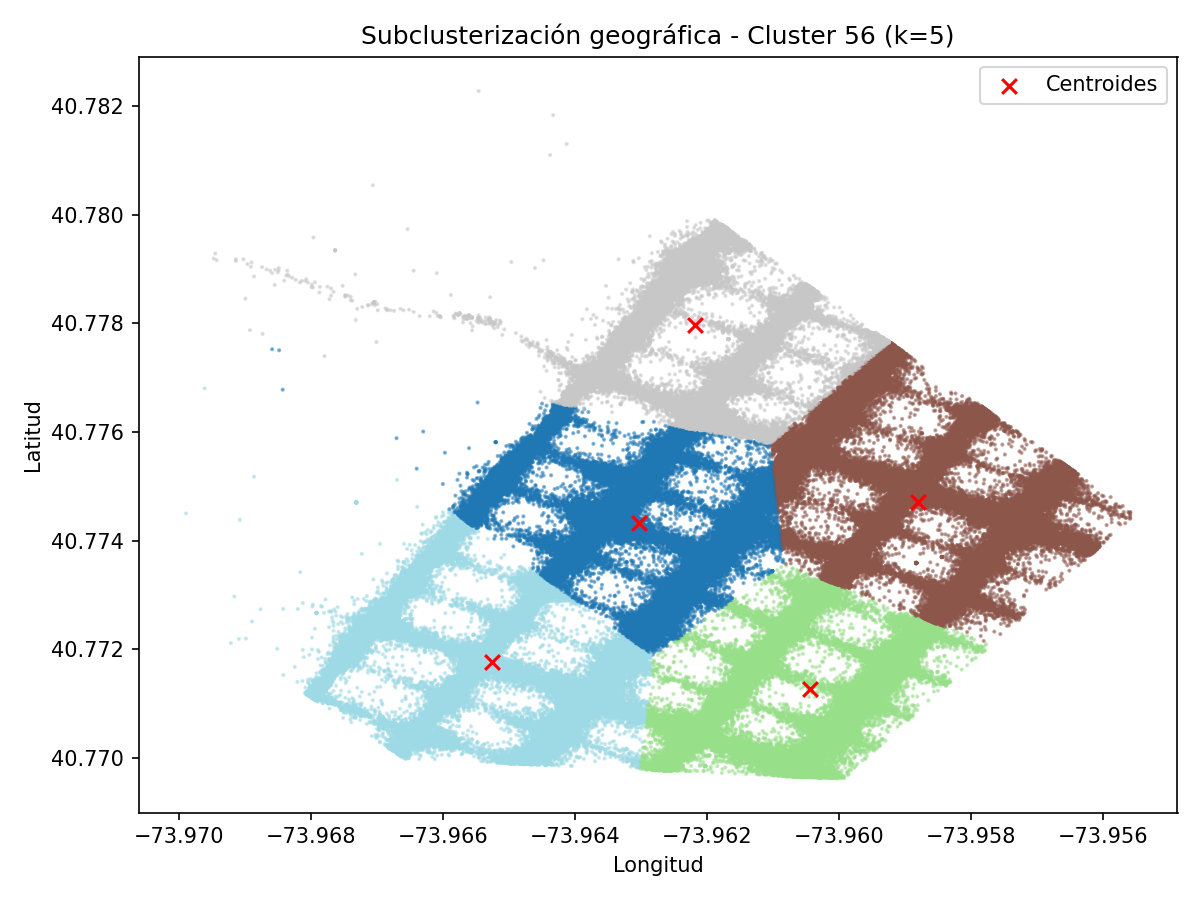 Subclusterización geográfica - Cluster 56 (k=5)
Centroides
40.782
40.780
40.778
40.776
40.774
40.772
40.770
Latitud
−73.970 −73.968 −73.966 −73.964 −73.962 −73.960 −73.958 −73.956
Longitud